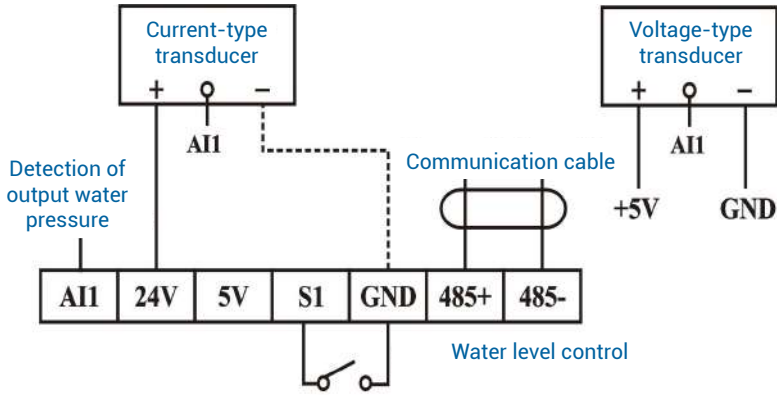 Current-type
transducer
+ −
AI1
Voltage-type
transducer
+ −
AI1
+5V GND
Detection of
output water
pressure
Communication cable
AI1 24V 5V S1 GND 485+ 485-
Water level control